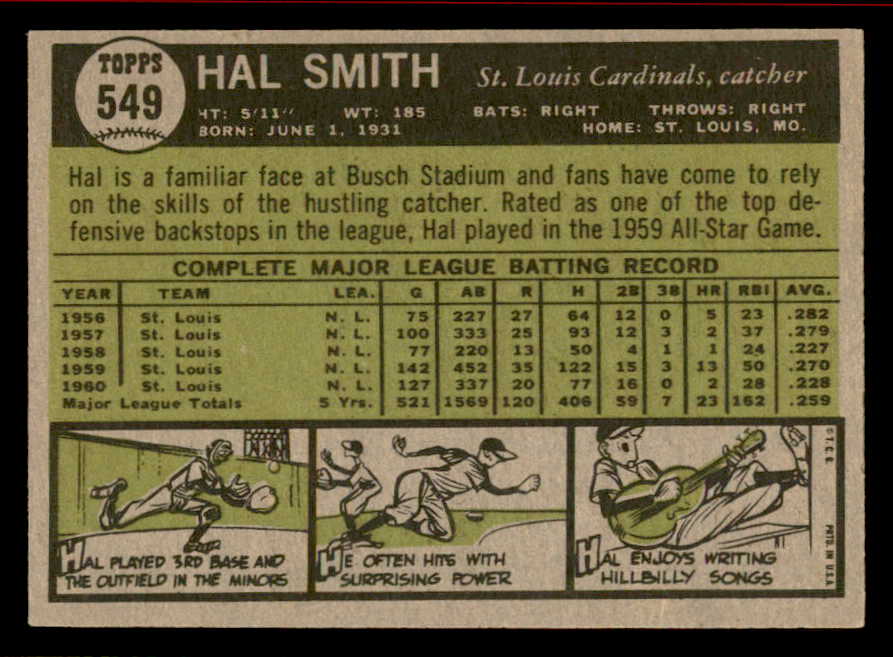 TOPPS
549
HAL SMITH
St. Louis Cardinals, catcher
HT: 5'11" WT: 185 BATS: RIGHT THROWS: RIGHT
BORN: JUNE 1, 1931 HOME: ST. LOUIS, MO.
Hal is a familiar face at Busch Stadium and fans have come to rely
on the skills of the hustling catcher. Rated as one of the top de-
fensive backstops in the league, Hal played in the 1959 All-Star Game.
COMPLETE MAJOR LEAGUE BATTING RECORD
YEAR TEAM LEA. G AB R H 2B 3B HR RBI AVG.
1956 St. Louis N. L. 75 227 27 64 12 0 5 23 .282
1957 St. Louis N. L. 100 333 25 93 12 3 2 37 .279
1958 St. Louis N. L. 77 220 13 50 4 1 1 24 .227
1959 St. Louis N. L. 142 452 35 122 15 3 13 50 .270
1960 St. Louis N. L. 127 337 20 77 16 0 2 28 .228
Major League Totals 5 Yrs. 521 1569 120 406 59 7 23 162 .259
HAL PLAYED 3RD BASE AND
THE OUTFIELD IN THE MINORS
HE OFTEN HITS WITH
SURPRISING POWER
HAL ENJOYS WRITING
HILLBILLY SONGS
© T.C.G. PRTD. IN U.S.A.